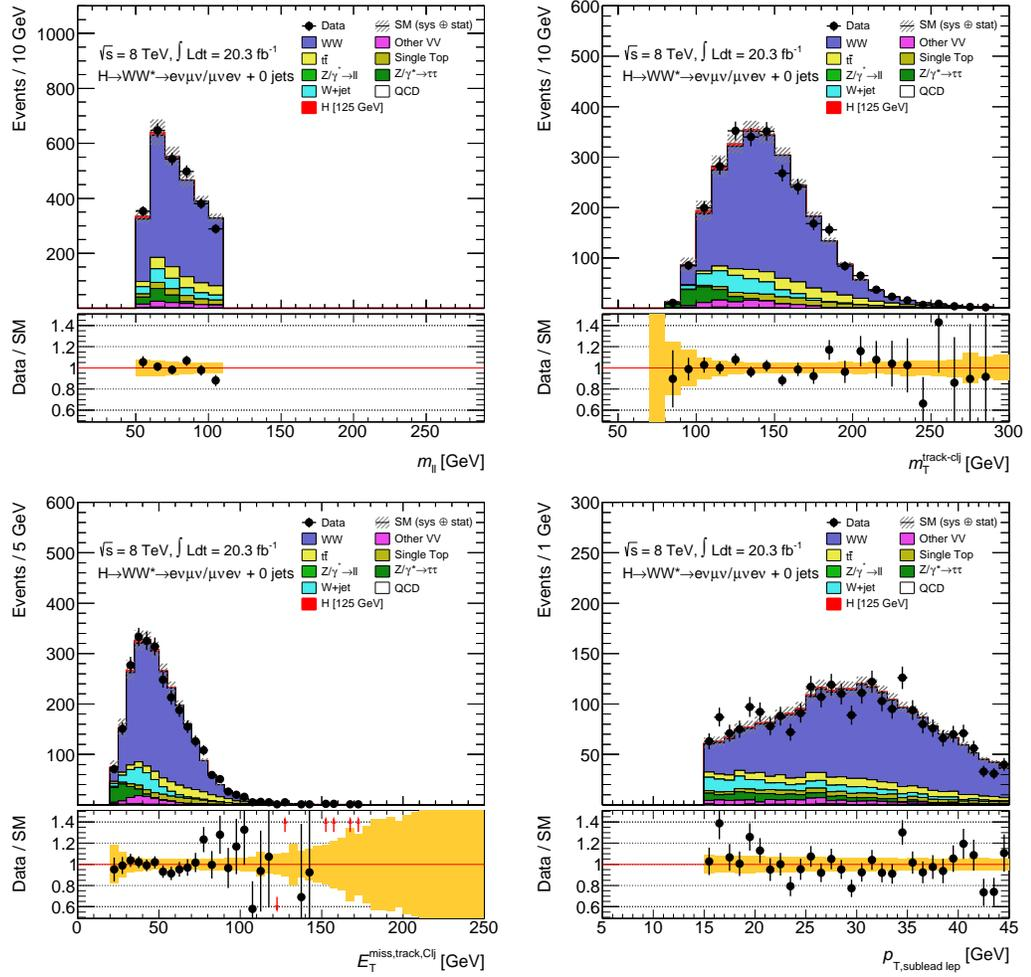 Events / 10 GeV
1000
800
600
400
200
√s = 8 TeV, ∫ Ldt = 20.3 fb⁻¹
H→WW*→eνμν/μνeν + 0 jets
Data
SM (sys ⊕ stat)
WW
Other VV
tt̄
Single Top
Z/γ*→ll
Z/γ*→ττ
W+jet
QCD
H [125 GeV]
Data / SM
1.4
1.2
1
0.8
0.6
50 100 150 200 250
m_ll [GeV]
Events / 10 GeV
600
500
400
300
200
100
√s = 8 TeV, ∫ Ldt = 20.3 fb⁻¹
H→WW*→eνμν/μνeν + 0 jets
Data
SM (sys ⊕ stat)
WW
Other VV
tt̄
Single Top
Z/γ*→ll
Z/γ*→ττ
W+jet
QCD
H [125 GeV]
Data / SM
1.4
1.2
1
0.8
0.6
50 100 150 200 250 300
m_T^track-clj [GeV]
Events / 5 GeV
600
500
400
300
200
100
√s = 8 TeV, ∫ Ldt = 20.3 fb⁻¹
H→WW*→eνμν/μνeν + 0 jets
Data
SM (sys ⊕ stat)
WW
Other VV
tt̄
Single Top
Z/γ*→ll
Z/γ*→ττ
W+jet
QCD
H [125 GeV]
Data / SM
1.4
1.2
1
0.8
0.6
0 50 100 150 200 250
E_T^miss,track,Clj [GeV]
Events / 1 GeV
300
250
200
150
100
50
√s = 8 TeV, ∫ Ldt = 20.3 fb⁻¹
H→WW*→eνμν/μνeν + 0 jets
Data
SM (sys ⊕ stat)
WW
Other VV
tt̄
Single Top
Z/γ*→ll
Z/γ*→ττ
W+jet
QCD
H [125 GeV]
Data / SM
1.4
1.2
1
0.8
0.6
5 10 15 20 25 30 35 40 45
p_T,sublead lep [GeV]